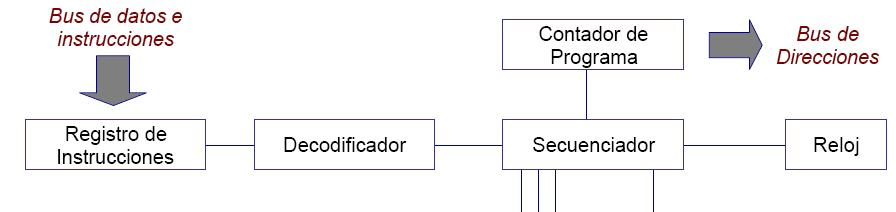 Bus de datos e
instrucciones
Contador de
Programa
Bus de
Direcciones
Registro de
Instrucciones
Decodificador
Secuenciador
Reloj